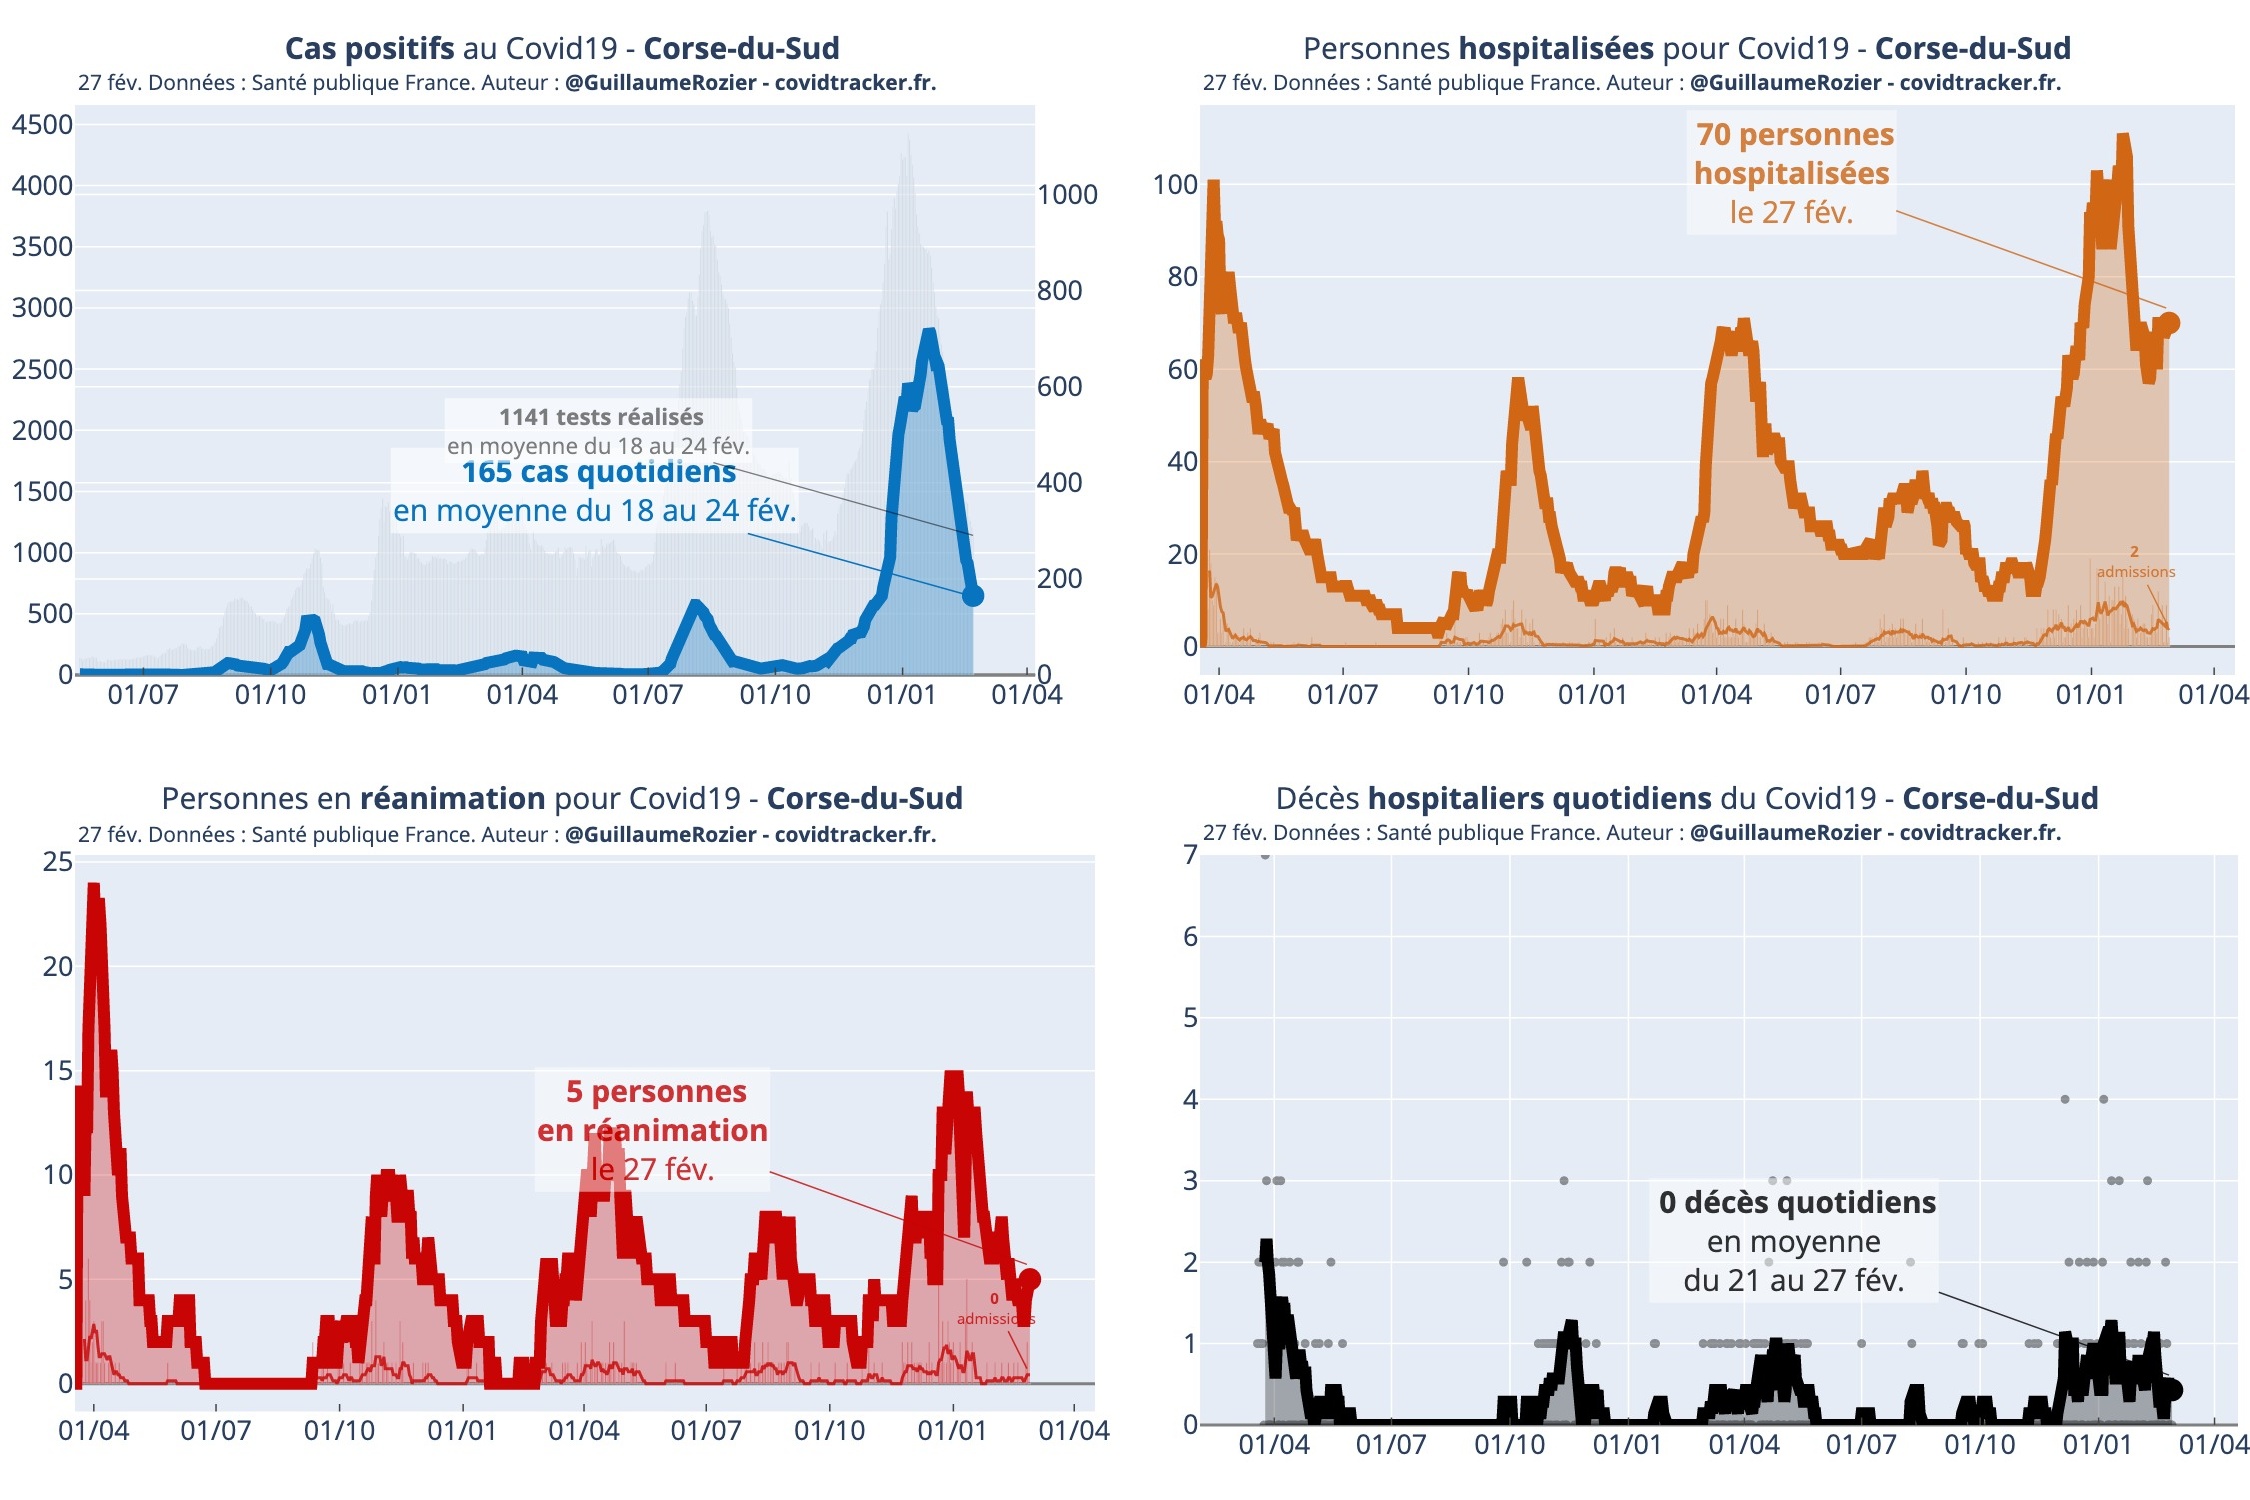 Cas positifs au Covid19 - Corse-du-Sud
27 fév. Données : Santé publique France. Auteur : @GuillaumeRozier - covidtracker.fr.
4500
4000
3500
3000
2500
2000
1500
1000
500
0
1000
800
600
400
200
0
1141 tests réalisés
en moyenne du 18 au 24 fév.
165 cas quotidiens
en moyenne du 18 au 24 fév.
01/07 01/10 01/01 01/04 01/07 01/10 01/01 01/04
Personnes hospitalisées pour Covid19 - Corse-du-Sud
27 fév. Données : Santé publique France. Auteur : @GuillaumeRozier - covidtracker.fr.
100
80
60
40
20
0
70 personnes
hospitalisées
le 27 fév.
2
admissions
01/04 01/07 01/10 01/01 01/04 01/07 01/10 01/01 01/04
Personnes en réanimation pour Covid19 - Corse-du-Sud
27 fév. Données : Santé publique France. Auteur : @GuillaumeRozier - covidtracker.fr.
25
20
15
10
5
0
5 personnes
en réanimation
le 27 fév.
0
admissions
01/04 01/07 01/10 01/01 01/04 01/07 01/10 01/01 01/04
Décès hospitaliers quotidiens du Covid19 - Corse-du-Sud
27 fév. Données : Santé publique France. Auteur : @GuillaumeRozier - covidtracker.fr.
7
6
5
4
3
2
1
0
0 décès quotidiens
en moyenne
du 21 au 27 fév.
01/04 01/07 01/10 01/01 01/04 01/07 01/10 01/01 01/04